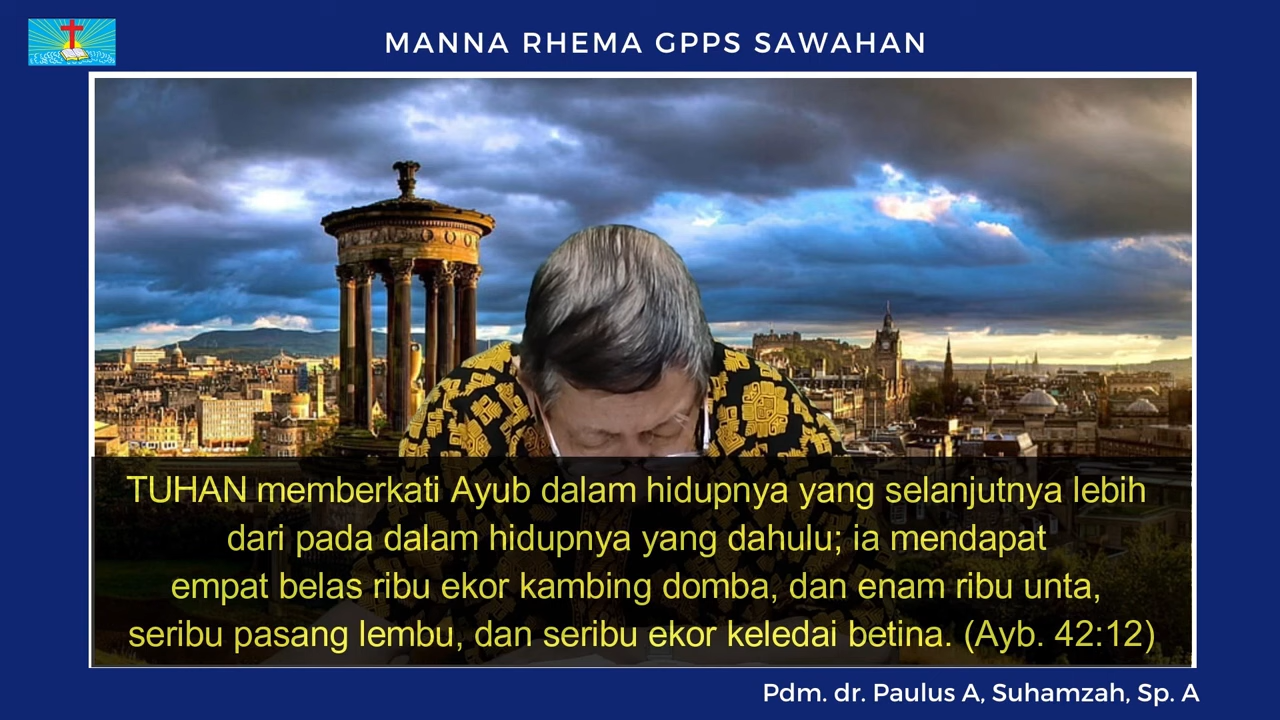 MANNA RHEMA GPPS SAWAHAN
TUHAN memberkati Ayub dalam hidupnya yang selanjutnya lebih
dari pada dalam hidupnya yang dahulu; ia mendapat
empat belas ribu ekor kambing domba, dan enam ribu unta,
seribu pasang lembu, dan seribu ekor keledai betina. (Ayb. 42:12)
Pdm. dr. Paulus A, Suhamzah, Sp. A